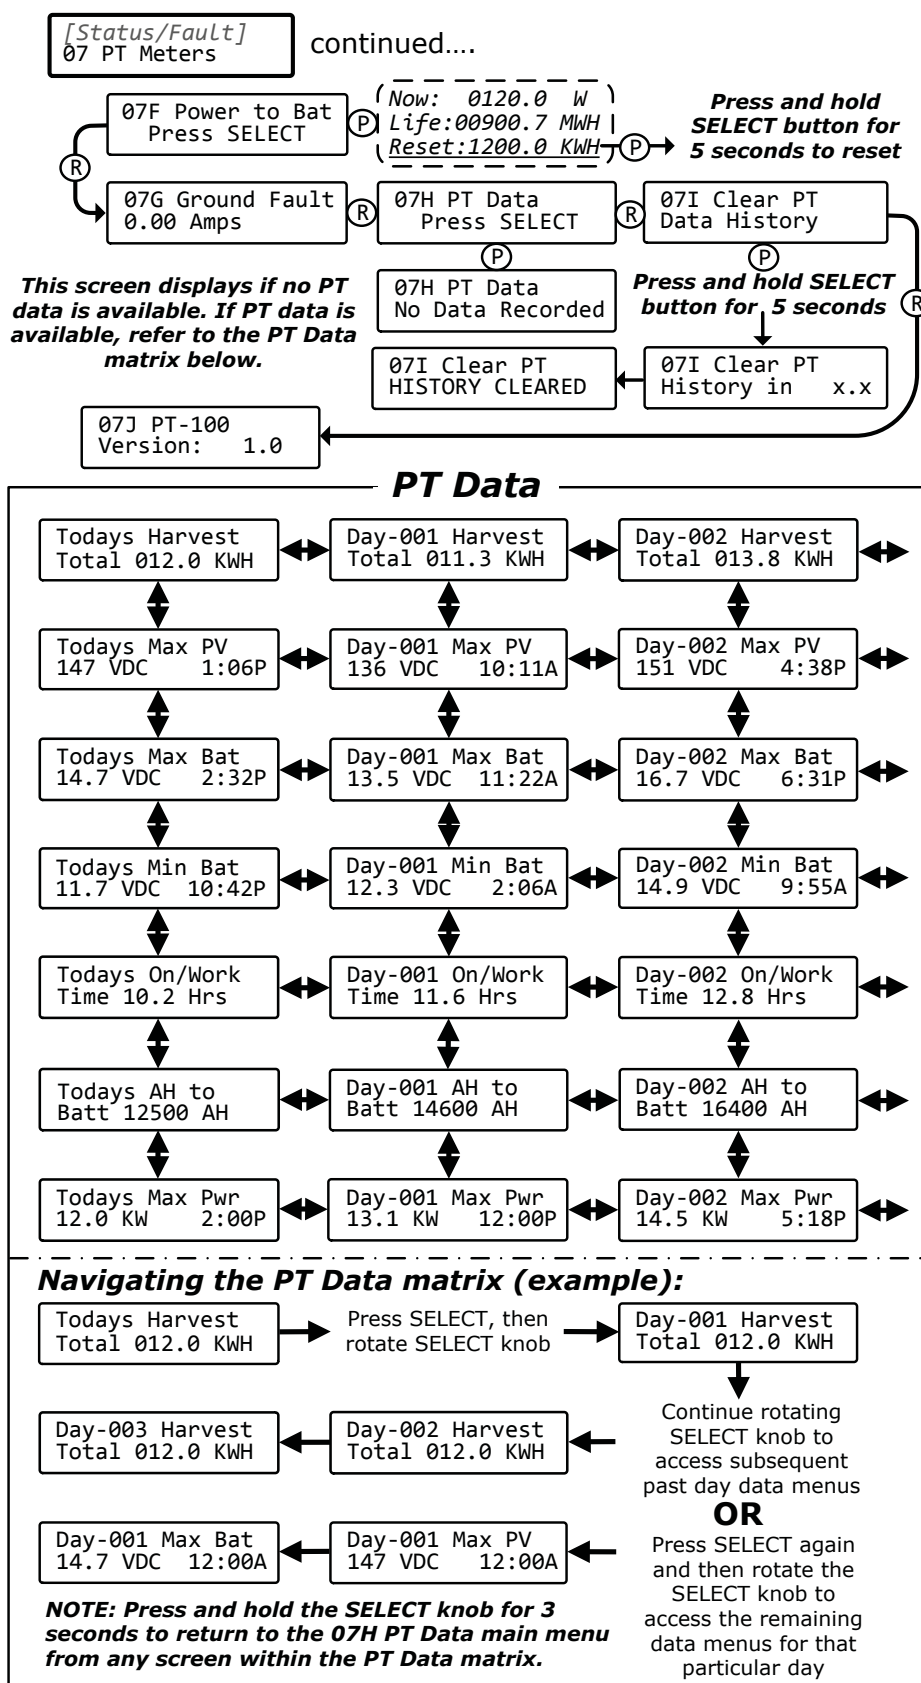 [Status/Fault]
07 PT Meters
continued....
07F Power to Bat
Press SELECT
P
Now: 0120.0 W
Life:00900.7 MWH
Reset:1200.0 KWH
P
Press and hold
SELECT button for
5 seconds to reset
R
07G Ground Fault
0.00 Amps
R
07H PT Data
Press SELECT
R
07I Clear PT
Data History
P
P
This screen displays if no PT
data is available. If PT data is
available, refer to the PT Data
matrix below.
07H PT Data
No Data Recorded
Press and hold SELECT
button for 5 seconds
R
07I Clear PT
HISTORY CLEARED
07I Clear PT
History in x.x
07J PT-100
Version: 1.0
PT Data
Todays Harvest
Total 012.0 KWH
Day-001 Harvest
Total 011.3 KWH
Day-002 Harvest
Total 013.8 KWH
Todays Max PV
147 VDC 1:06P
Day-001 Max PV
136 VDC 10:11A
Day-002 Max PV
151 VDC 4:38P
Todays Max Bat
14.7 VDC 2:32P
Day-001 Max Bat
13.5 VDC 11:22A
Day-002 Max Bat
16.7 VDC 6:31P
Todays Min Bat
11.7 VDC 10:42P
Day-001 Min Bat
12.3 VDC 2:06A
Day-002 Min Bat
14.9 VDC 9:55A
Todays On/Work
Time 10.2 Hrs
Day-001 On/Work
Time 11.6 Hrs
Day-002 On/Work
Time 12.8 Hrs
Todays AH to
Batt 12500 AH
Day-001 AH to
Batt 14600 AH
Day-002 AH to
Batt 16400 AH
Todays Max Pwr
12.0 KW 2:00P
Day-001 Max Pwr
13.1 KW 12:00P
Day-002 Max Pwr
14.5 KW 5:18P
Navigating the PT Data matrix (example):
Todays Harvest
Total 012.0 KWH
Press SELECT, then
rotate SELECT knob
Day-001 Harvest
Total 012.0 KWH
Day-003 Harvest
Total 012.0 KWH
Day-002 Harvest
Total 012.0 KWH
Continue rotating
SELECT knob to
access subsequent
past day data menus
OR
Day-001 Max Bat
14.7 VDC 12:00A
Day-001 Max PV
147 VDC 12:00A
Press SELECT again
and then rotate the
SELECT knob to
access the remaining
data menus for that
particular day
NOTE: Press and hold the SELECT knob for 3
seconds to return to the 07H PT Data main menu
from any screen within the PT Data matrix.